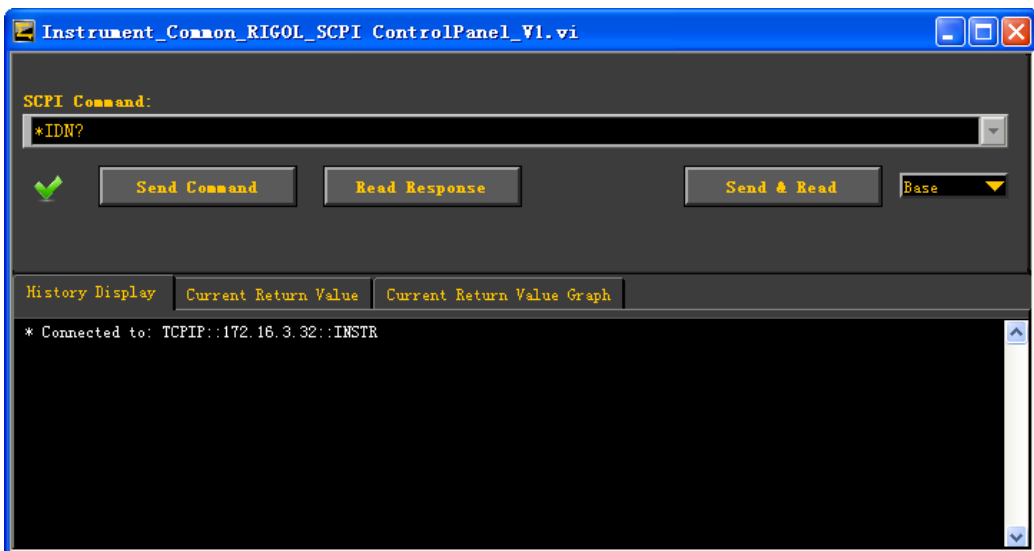 Instrument_Common_RIGOL_SCPI ControlPanel_V1.vi
SCPI Command:
*IDN?
Send Command Read Response Send & Read Base
History Display Current Return Value Current Return Value Graph
* Connected to: TCPIP::172.16.3.32::INSTR